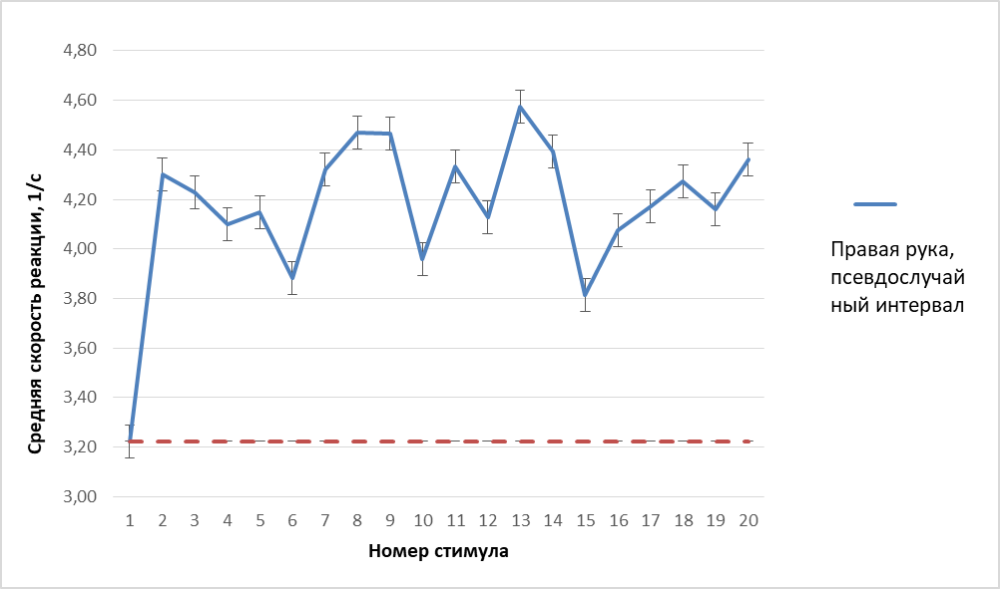 4,80
4,60
4,40
4,20
4,00
3,80
3,60
3,40
3,20
3,00
Средняя скорость реакции, 1/с
1 2 3 4 5 6 7 8 9 10 11 12 13 14 15 16 17 18 19 20
Номер стимула
Правая рука,
псевдослучай
ный интервал